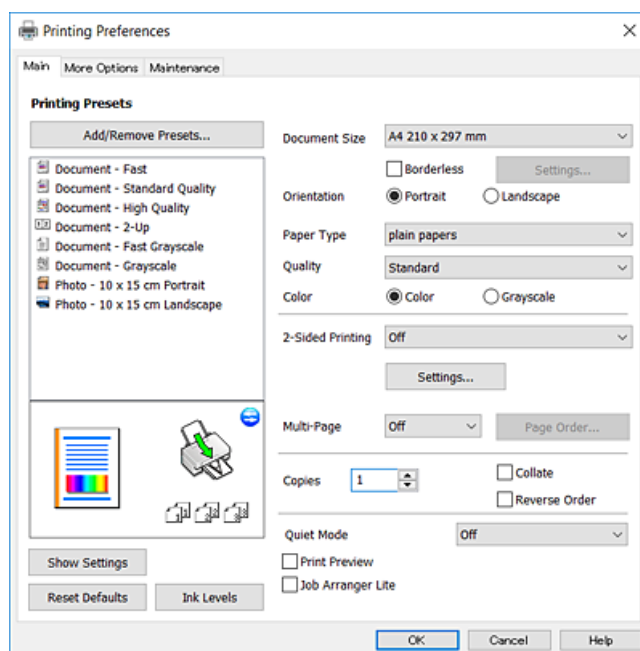 Printing Preferences
Main More Options Maintenance
Printing Presets
Add/Remove Presets...
Document - Fast
Document - Standard Quality
Document - High Quality
Document - 2-Up
Document - Fast Grayscale
Document - Grayscale
Photo - 10 x 15 cm Portrait
Photo - 10 x 15 cm Landscape
Show Settings
Reset Defaults Ink Levels
Document Size A4 210 x 297 mm
Borderless Settings...
Orientation Portrait Landscape
Paper Type plain papers
Quality Standard
Color Color Grayscale
2-Sided Printing Off
Settings...
Multi-Page Off Page Order...
Copies 1 Collate
Reverse Order
Quiet Mode Off
Print Preview
Job Arranger Lite
OK Cancel Help